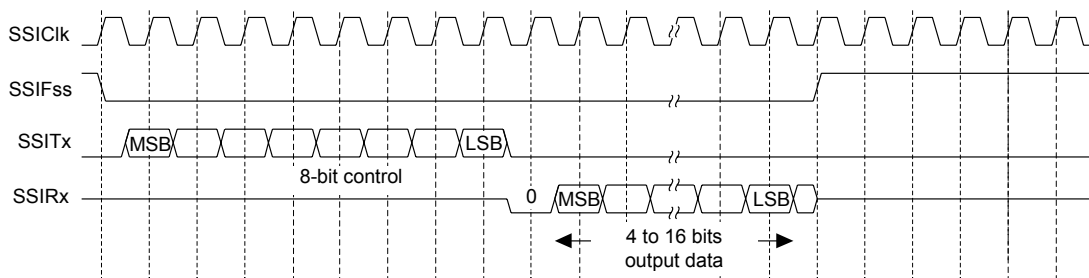 SSIClk
SSIFss
SSITx
MSB
LSB
8-bit control
SSIRx
0
MSB
LSB
4 to 16 bits
output data